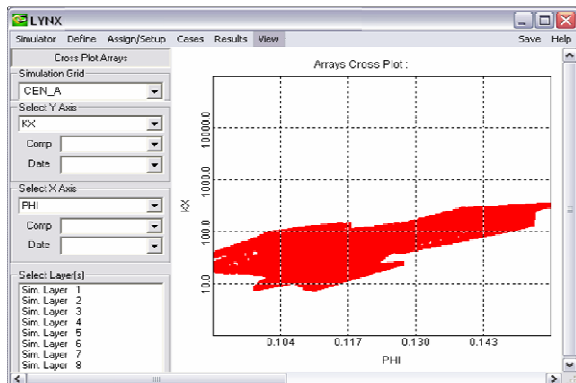 LYNX
Simulator Define Assign/Setup Cases Results View Save Help
Cross Plot Arrays
Simulation Grid
CEN_A
Select Y Axis
KX
Comp
Date
Select X Axis
PHI
Comp
Date
Select Layer(s)
Sim. Layer 1
Sim. Layer 2
Sim. Layer 3
Sim. Layer 4
Sim. Layer 5
Sim. Layer 6
Sim. Layer 7
Sim. Layer 8
Arrays Cross Plot :
10000.0
1000.0
100.0
10.0
KX
0.104 0.117 0.130 0.143
PHI